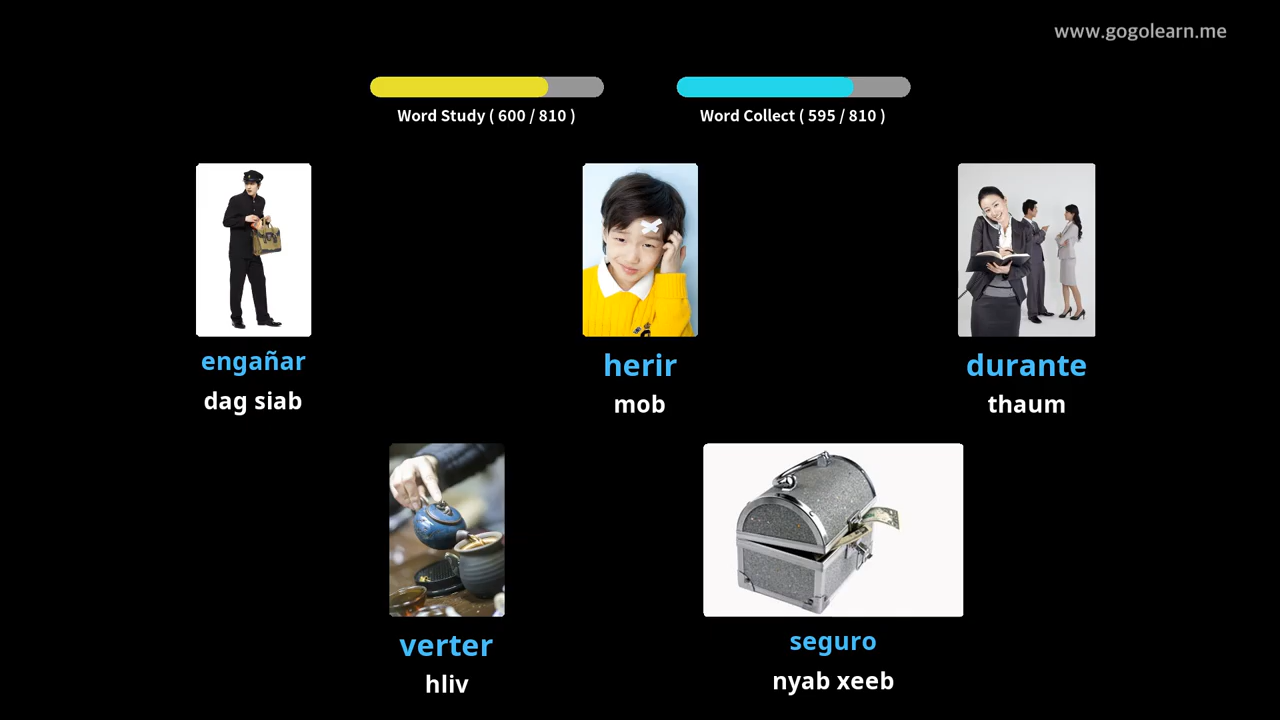 www.gogolearn.me
Word Study ( 600 / 810 )
Word Collect ( 595 / 810 )
engañar
dag siab
herir
mob
durante
thaum
verter
hliv
seguro
nyab xeeb